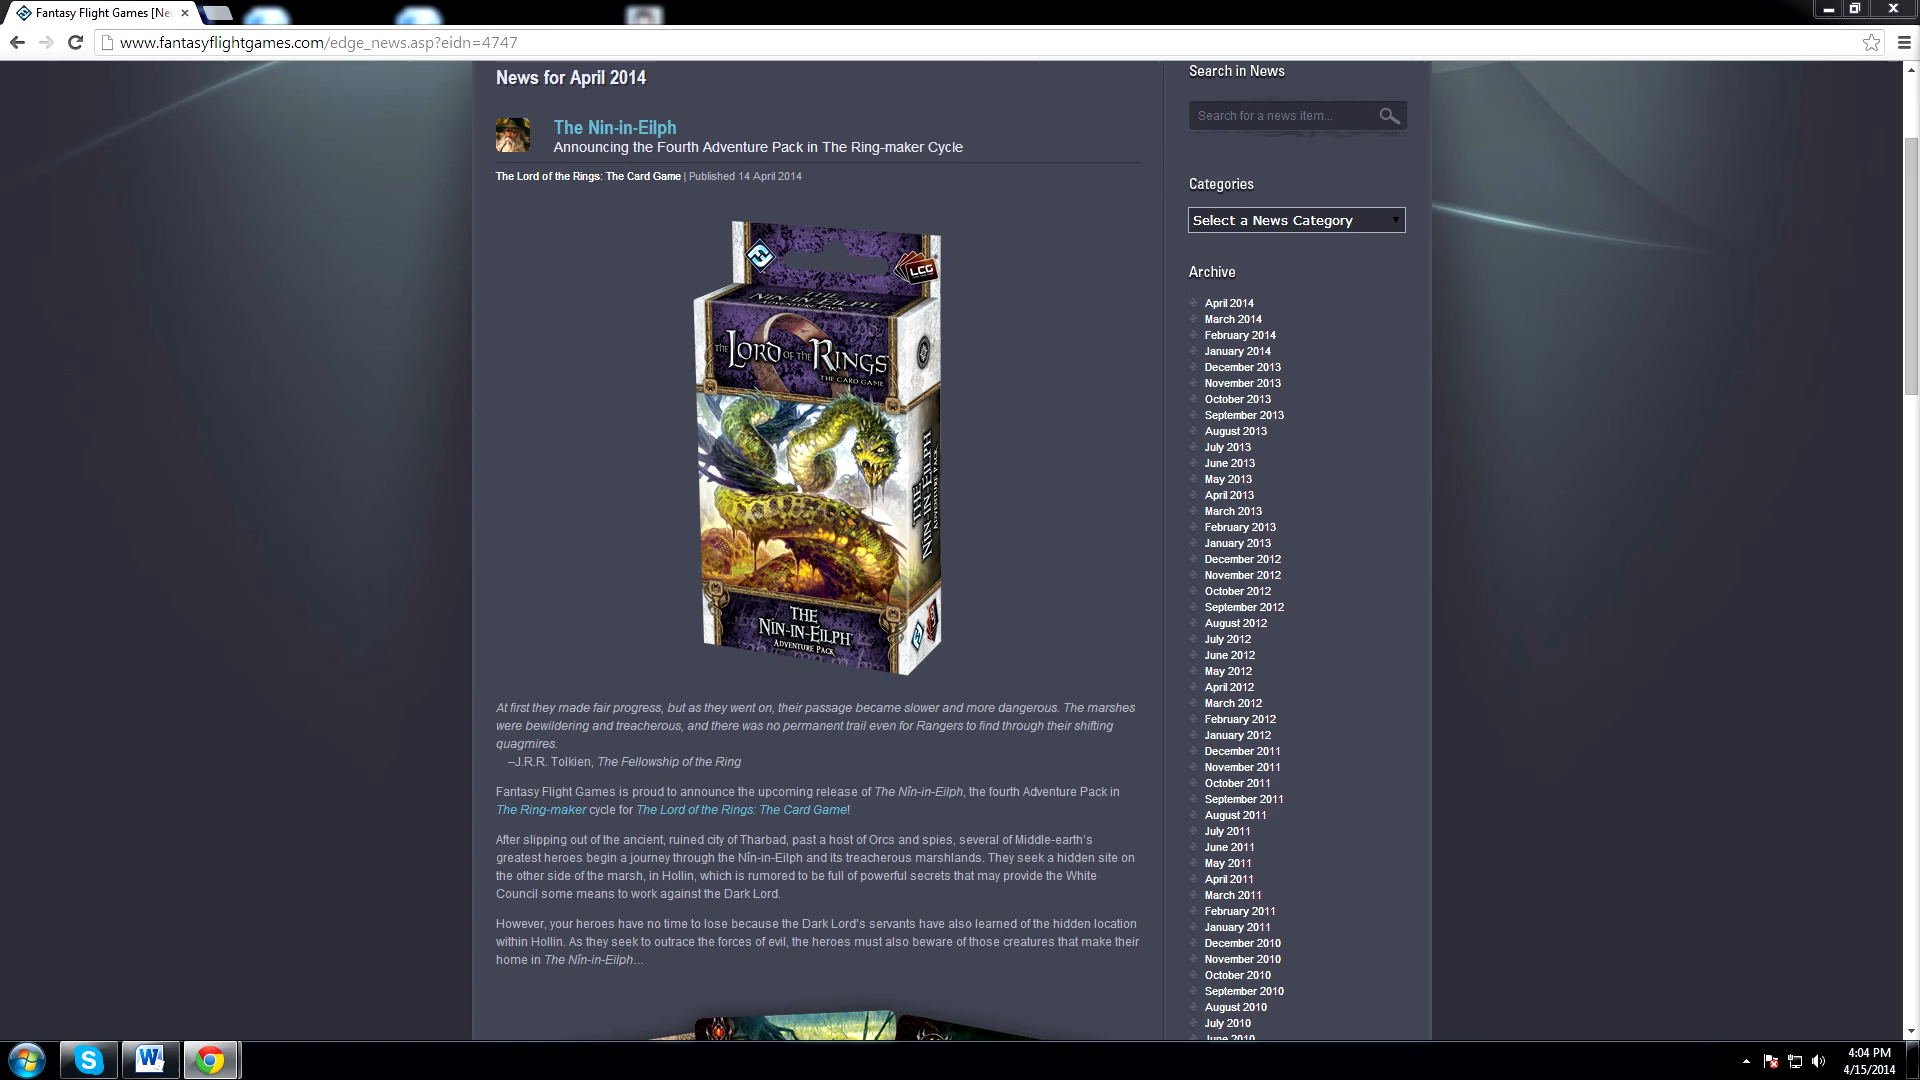 Fantasy Flight Games [Ne
www.fantasyflightgames.com/edge_news.asp?eidn=4747
News for April 2014
The Nin-in-Eilph
Announcing the Fourth Adventure Pack in The Ring-maker Cycle
The Lord of the Rings: The Card Game | Published 14 April 2014
LCG
THE
NIN-IN-EILPH
ADVENTURE PACK
THE LORD OF THE RINGS
THE CARD GAME
THE
NIN-IN-EILPH
ADVENTURE PACK
THE
NIN-IN-EILPH
ADVENTURE PACK
At first they made fair progress, but as they went on, their passage became slower and more dangerous. The marshes
were bewildering and treacherous, and there was no permanent trail even for Rangers to find through their shifting
quagmires.
–J.R.R. Tolkien, The Fellowship of the Ring
Fantasy Flight Games is proud to announce the upcoming release of The Nîn-in-Eilph, the fourth Adventure Pack in
The Ring-maker cycle for The Lord of the Rings: The Card Game!
After slipping out of the ancient, ruined city of Tharbad, past a host of Orcs and spies, several of Middle-earth's
greatest heroes begin a journey through the Nîn-in-Eilph and its treacherous marshlands. They seek a hidden site on
the other side of the marsh, in Hollin, which is rumored to be full of powerful secrets that may provide the White
Council some means to work against the Dark Lord.
However, your heroes have no time to lose because the Dark Lord's servants have also learned of the hidden location
within Hollin. As they seek to outrace the forces of evil, the heroes must also beware of those creatures that make their
home in The Nîn-in-Eilph…
Search in News
Search for a news item...
Categories
Select a News Category
Archive
April 2014
March 2014
February 2014
January 2014
December 2013
November 2013
October 2013
September 2013
August 2013
July 2013
June 2013
May 2013
April 2013
March 2013
February 2013
January 2013
December 2012
November 2012
October 2012
September 2012
August 2012
July 2012
June 2012
May 2012
April 2012
March 2012
February 2012
January 2012
December 2011
November 2011
October 2011
September 2011
August 2011
July 2011
June 2011
May 2011
April 2011
March 2011
February 2011
January 2011
December 2010
November 2010
October 2010
September 2010
August 2010
July 2010
June 2010
4:04 PM
4/15/2014